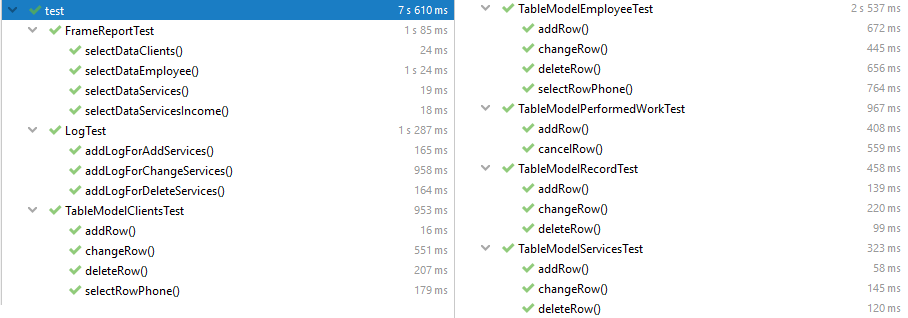 test 7 s 610 ms
FrameReportTest 1 s 85 ms
selectDataClients() 24 ms
selectDataEmployee() 1 s 24 ms
selectDataServices() 19 ms
selectDataServicesIncome() 18 ms
LogTest 1 s 287 ms
addLogForAddServices() 165 ms
addLogForChangeServices() 958 ms
addLogForDeleteServices() 164 ms
TableModelClientsTest 953 ms
addRow() 16 ms
changeRow() 551 ms
deleteRow() 207 ms
selectRowPhone() 179 ms
TableModelEmployeeTest 2 s 537 ms
addRow() 672 ms
changeRow() 445 ms
deleteRow() 656 ms
selectRowPhone() 764 ms
TableModelPerformedWorkTest 967 ms
addRow() 408 ms
cancelRow() 559 ms
TableModelRecordTest 458 ms
addRow() 139 ms
changeRow() 220 ms
deleteRow() 99 ms
TableModelServicesTest 323 ms
addRow() 58 ms
changeRow() 145 ms
deleteRow() 120 ms